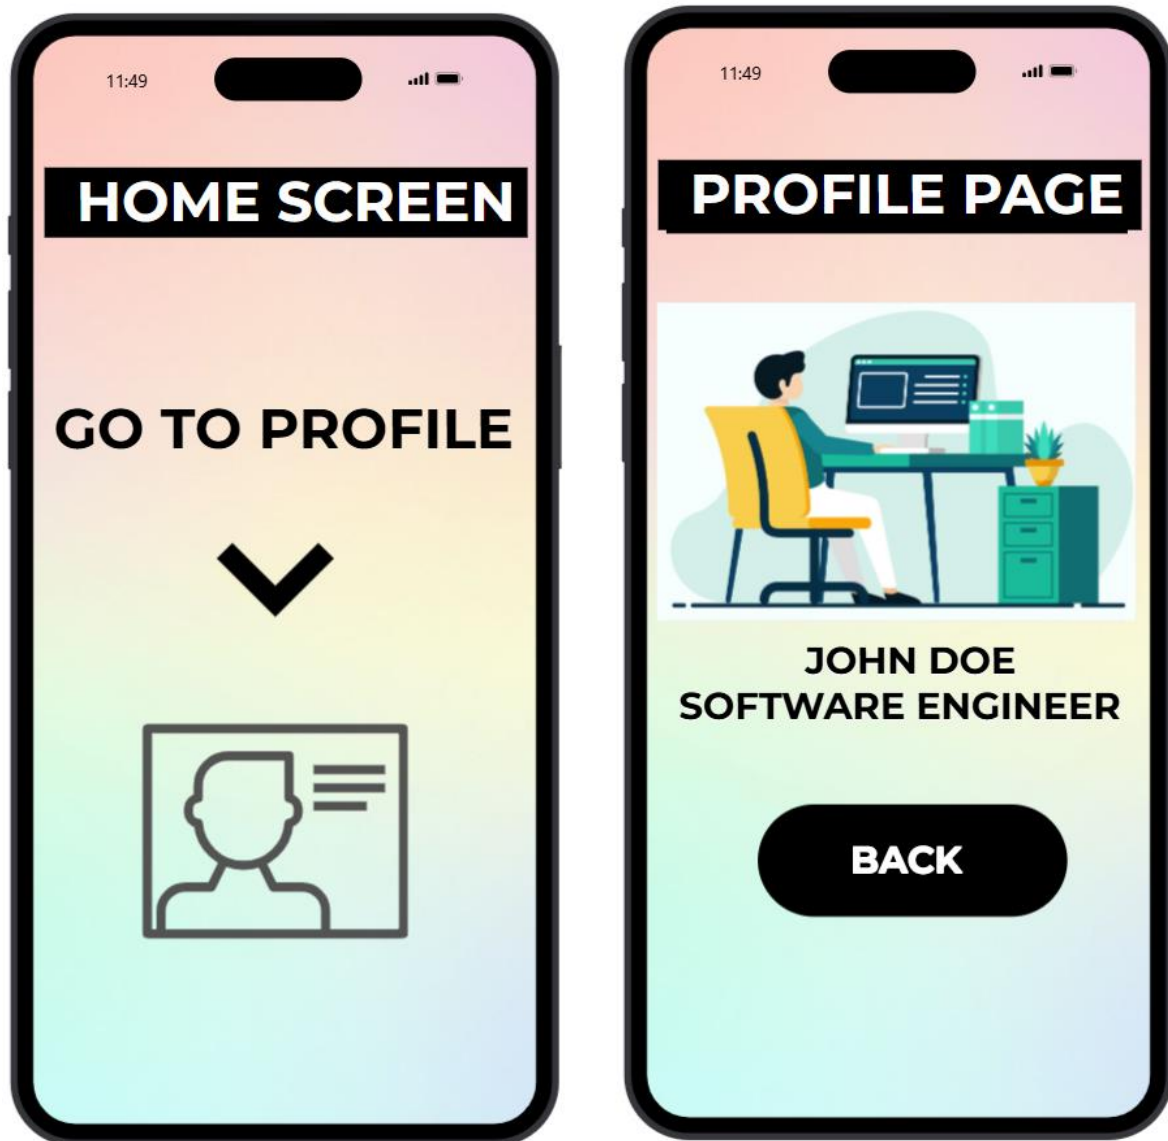 11:49
HOME SCREEN
GO TO PROFILE
11:49
PROFILE PAGE
JOHN DOE
SOFTWARE ENGINEER
BACK